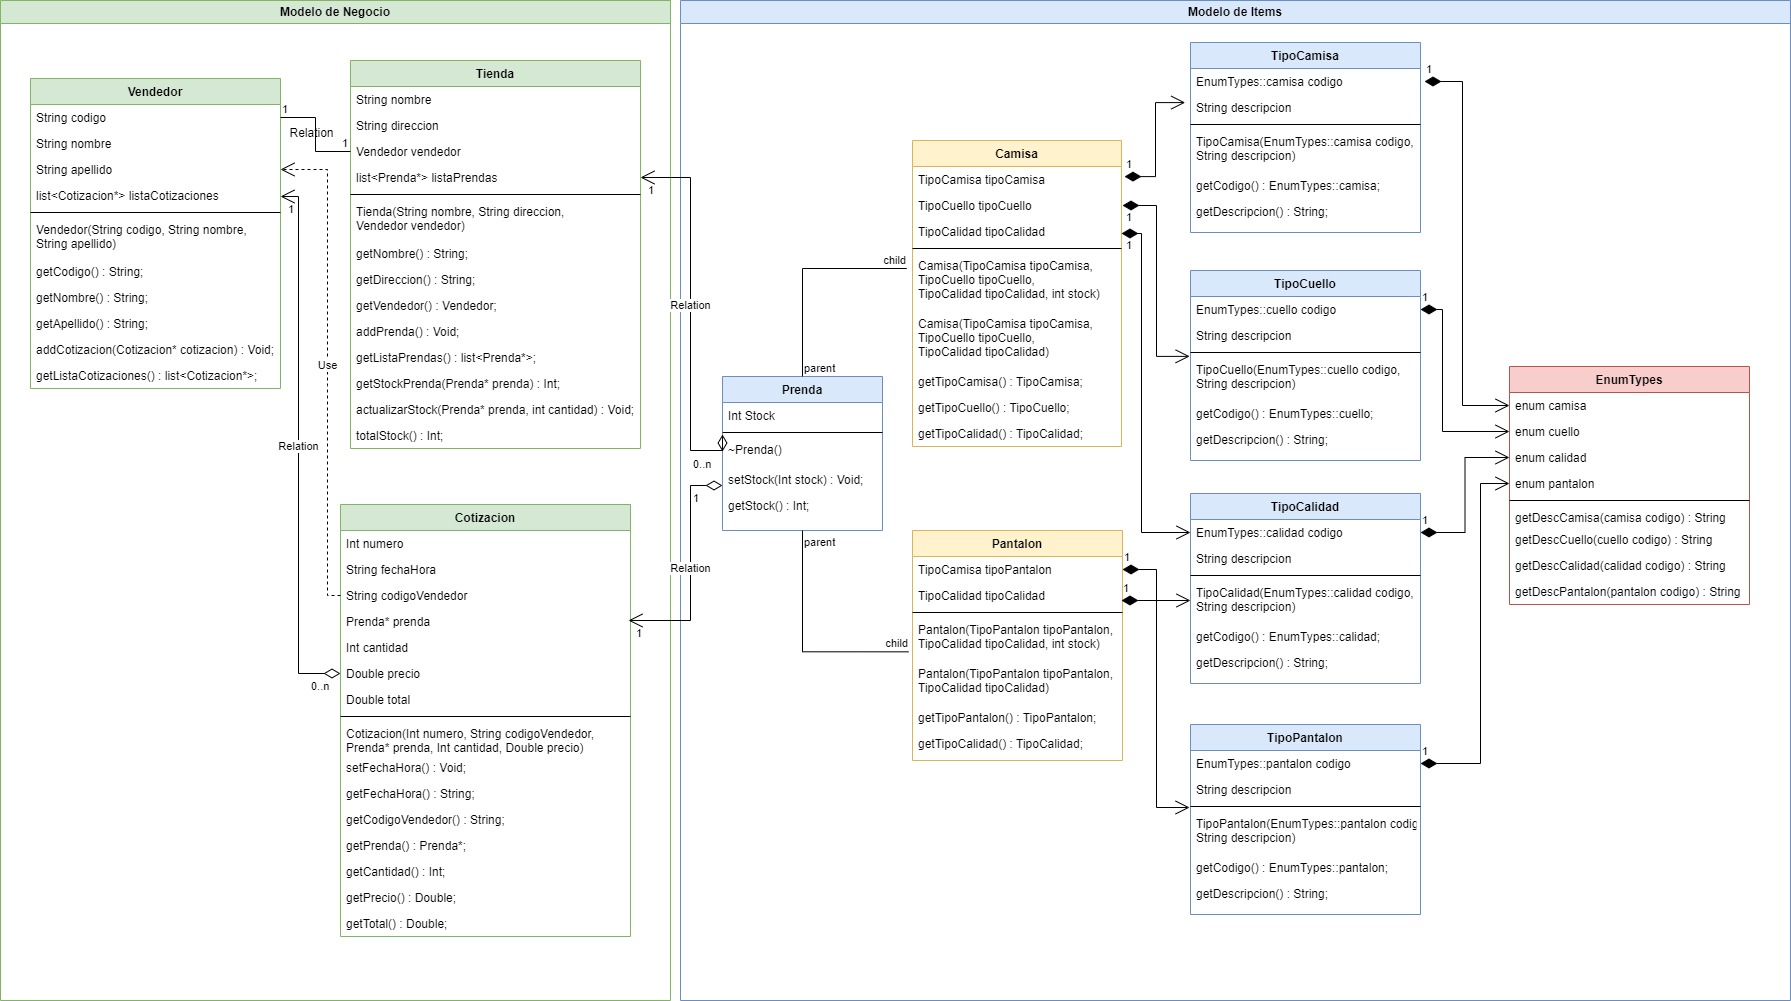 Modelo de Negocio
Vendedor
String codigo
String nombre
String apellido
list<Cotizacion*> listaCotizaciones
Vendedor(String codigo, String nombre,
String apellido)
getCodigo() : String;
getNombre() : String;
getApellido() : String;
addCotizacion(Cotizacion* cotizacion) : Void;
getListaCotizaciones() : list<Cotizacion*>;
1
Relation
1
Tienda
String nombre
String direccion
Vendedor vendedor
list<Prenda*> listaPrendas
Tienda(String nombre, String direccion,
Vendedor vendedor)
getNombre() : String;
getDireccion() : String;
getVendedor() : Vendedor;
addPrenda() : Void;
getListaPrendas() : list<Prenda*>;
getStockPrenda(Prenda* prenda) : Int;
actualizarStock(Prenda* prenda, int cantidad) : Void;
totalStock() : Int;
1
Use
Relation
0..n
Cotizacion
Int numero
String fechaHora
String codigoVendedor
Prenda* prenda
Int cantidad
Double precio
Double total
Cotizacion(Int numero, String codigoVendedor,
Prenda* prenda, Int cantidad, Double precio)
setFechaHora() : Void;
getFechaHora() : String;
getCodigoVendedor() : String;
getPrenda() : Prenda*;
getCantidad() : Int;
getPrecio() : Double;
getTotal() : Double;
1
Relation
0..n
1
Relation
1
Modelo de Items
parent
Prenda
Int Stock
~Prenda()
setStock(Int stock) : Void;
getStock() : Int;
parent
child
Camisa
TipoCamisa tipoCamisa
TipoCuello tipoCuello
TipoCalidad tipoCalidad
Camisa(TipoCamisa tipoCamisa,
TipoCuello tipoCuello,
TipoCalidad tipoCalidad, int stock)
Camisa(TipoCamisa tipoCamisa,
TipoCuello tipoCuello,
TipoCalidad tipoCalidad)
getTipoCamisa() : TipoCamisa;
getTipoCuello() : TipoCuello;
getTipoCalidad() : TipoCalidad;
1
1
1
child
Pantalon
TipoCamisa tipoPantalon
TipoCalidad tipoCalidad
Pantalon(TipoPantalon tipoPantalon,
TipoCalidad tipoCalidad, int stock)
Pantalon(TipoPantalon tipoPantalon,
TipoCalidad tipoCalidad)
getTipoPantalon() : TipoPantalon;
getTipoCalidad() : TipoCalidad;
1
1
TipoCamisa
EnumTypes::camisa codigo
String descripcion
TipoCamisa(EnumTypes::camisa codigo,
String descripcion)
getCodigo() : EnumTypes::camisa;
getDescripcion() : String;
1
TipoCuello
EnumTypes::cuello codigo
String descripcion
TipoCuello(EnumTypes::cuello codigo,
String descripcion)
getCodigo() : EnumTypes::cuello;
getDescripcion() : String;
1
TipoCalidad
EnumTypes::calidad codigo
String descripcion
TipoCalidad(EnumTypes::calidad codigo,
String descripcion)
getCodigo() : EnumTypes::calidad;
getDescripcion() : String;
1
TipoPantalon
EnumTypes::pantalon codigo
String descripcion
TipoPantalon(EnumTypes::pantalon codig
String descripcion)
getCodigo() : EnumTypes::pantalon;
getDescripcion() : String;
1
EnumTypes
enum camisa
enum cuello
enum calidad
enum pantalon
getDescCamisa(camisa codigo) : String
getDescCuello(cuello codigo) : String
getDescCalidad(calidad codigo) : String
getDescPantalon(pantalon codigo) : String